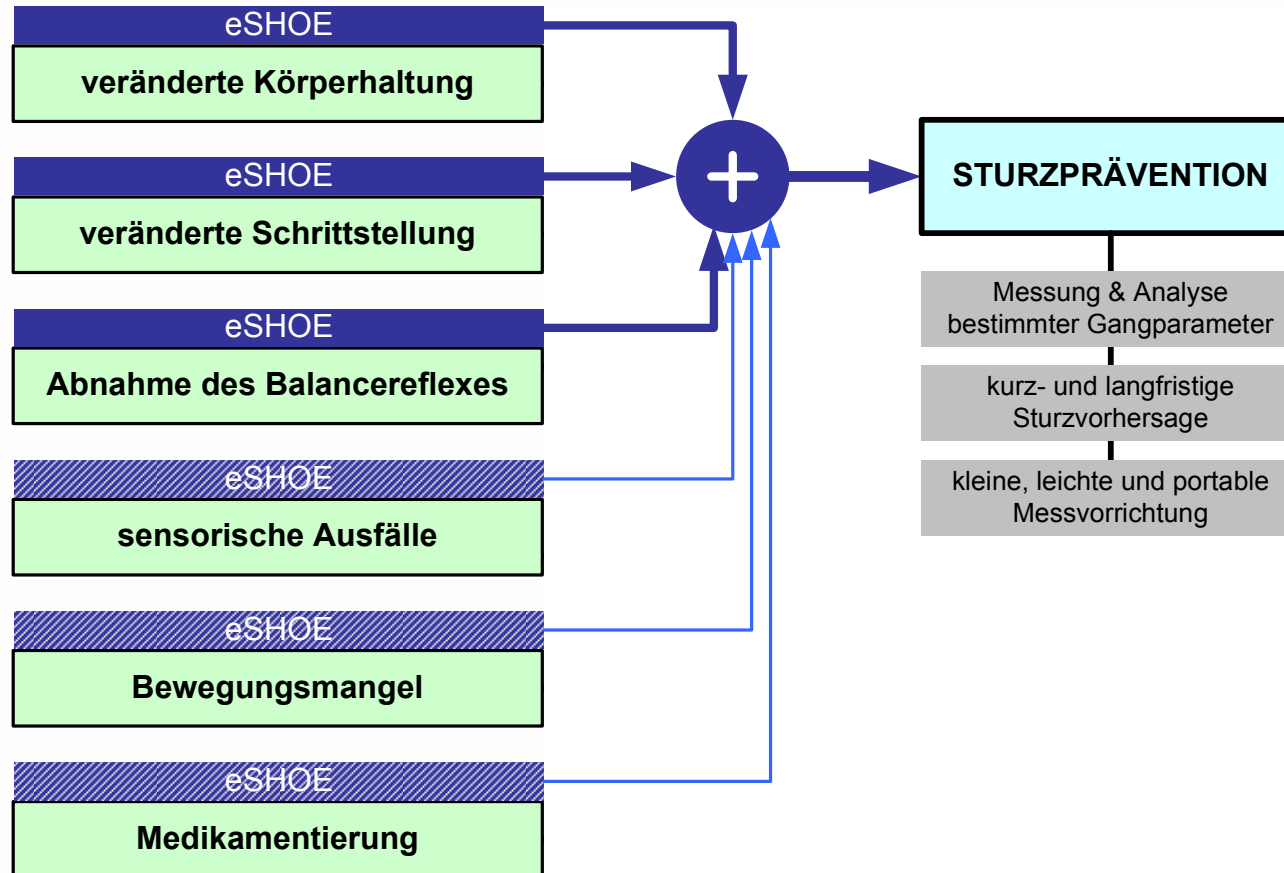 eSHOE
veränderte Körperhaltung
eSHOE
veränderte Schrittstellung
eSHOE
Abnahme des Balancereflexes
eSHOE
sensorische Ausfälle
eSHOE
Bewegungsmangel
eSHOE
Medikamentierung
STURZPRÄVENTION
Messung & Analyse
bestimmter Gangparameter
kurz- und langfristige
Sturzvorhersage
kleine, leichte und portable
Messvorrichtung